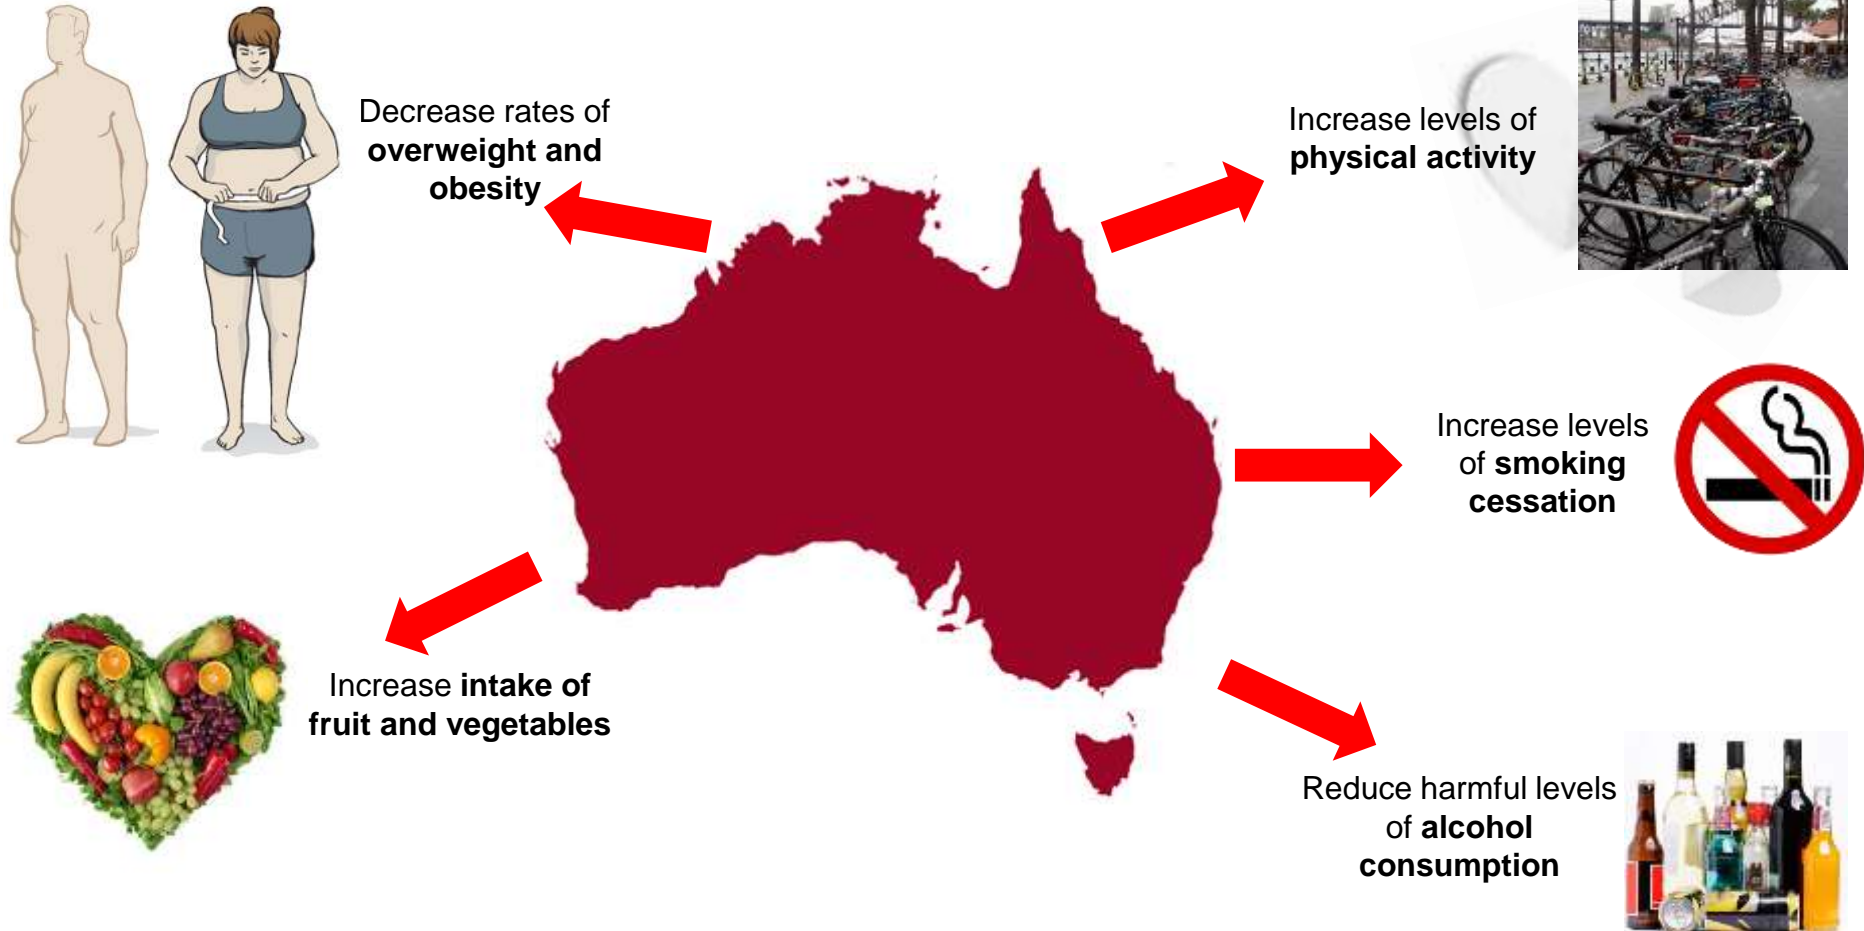 Decrease rates of
overweight and
obesity
Increase levels of
physical activity
Increase levels
of smoking
cessation
Increase intake of
fruit and vegetables
Reduce harmful levels
of alcohol
consumption